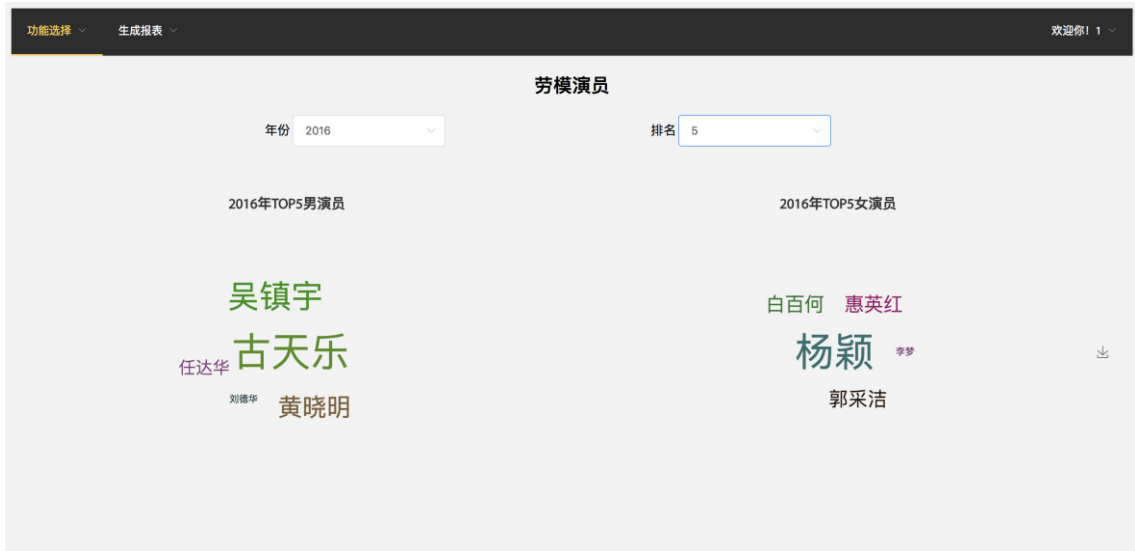 功能选择 生成报表 欢迎你！1
劳模演员
年份 2016 排名 5
2016年TOP5男演员 2016年TOP5女演员
吴镇宇
古天乐
任达华
刘德华
黄晓明
白百何 惠英红
杨颖
李梦
郭采洁